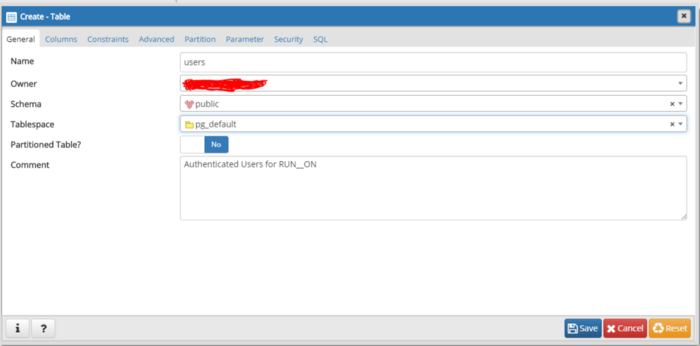 Create - Table
General Columns Constraints Advanced Partition Parameter Security SQL
Name users
Owner
Schema public
Tablespace pg_default
Partitioned Table? No
Comment Authenticated Users for RUN__ON
i ? Save Cancel Reset